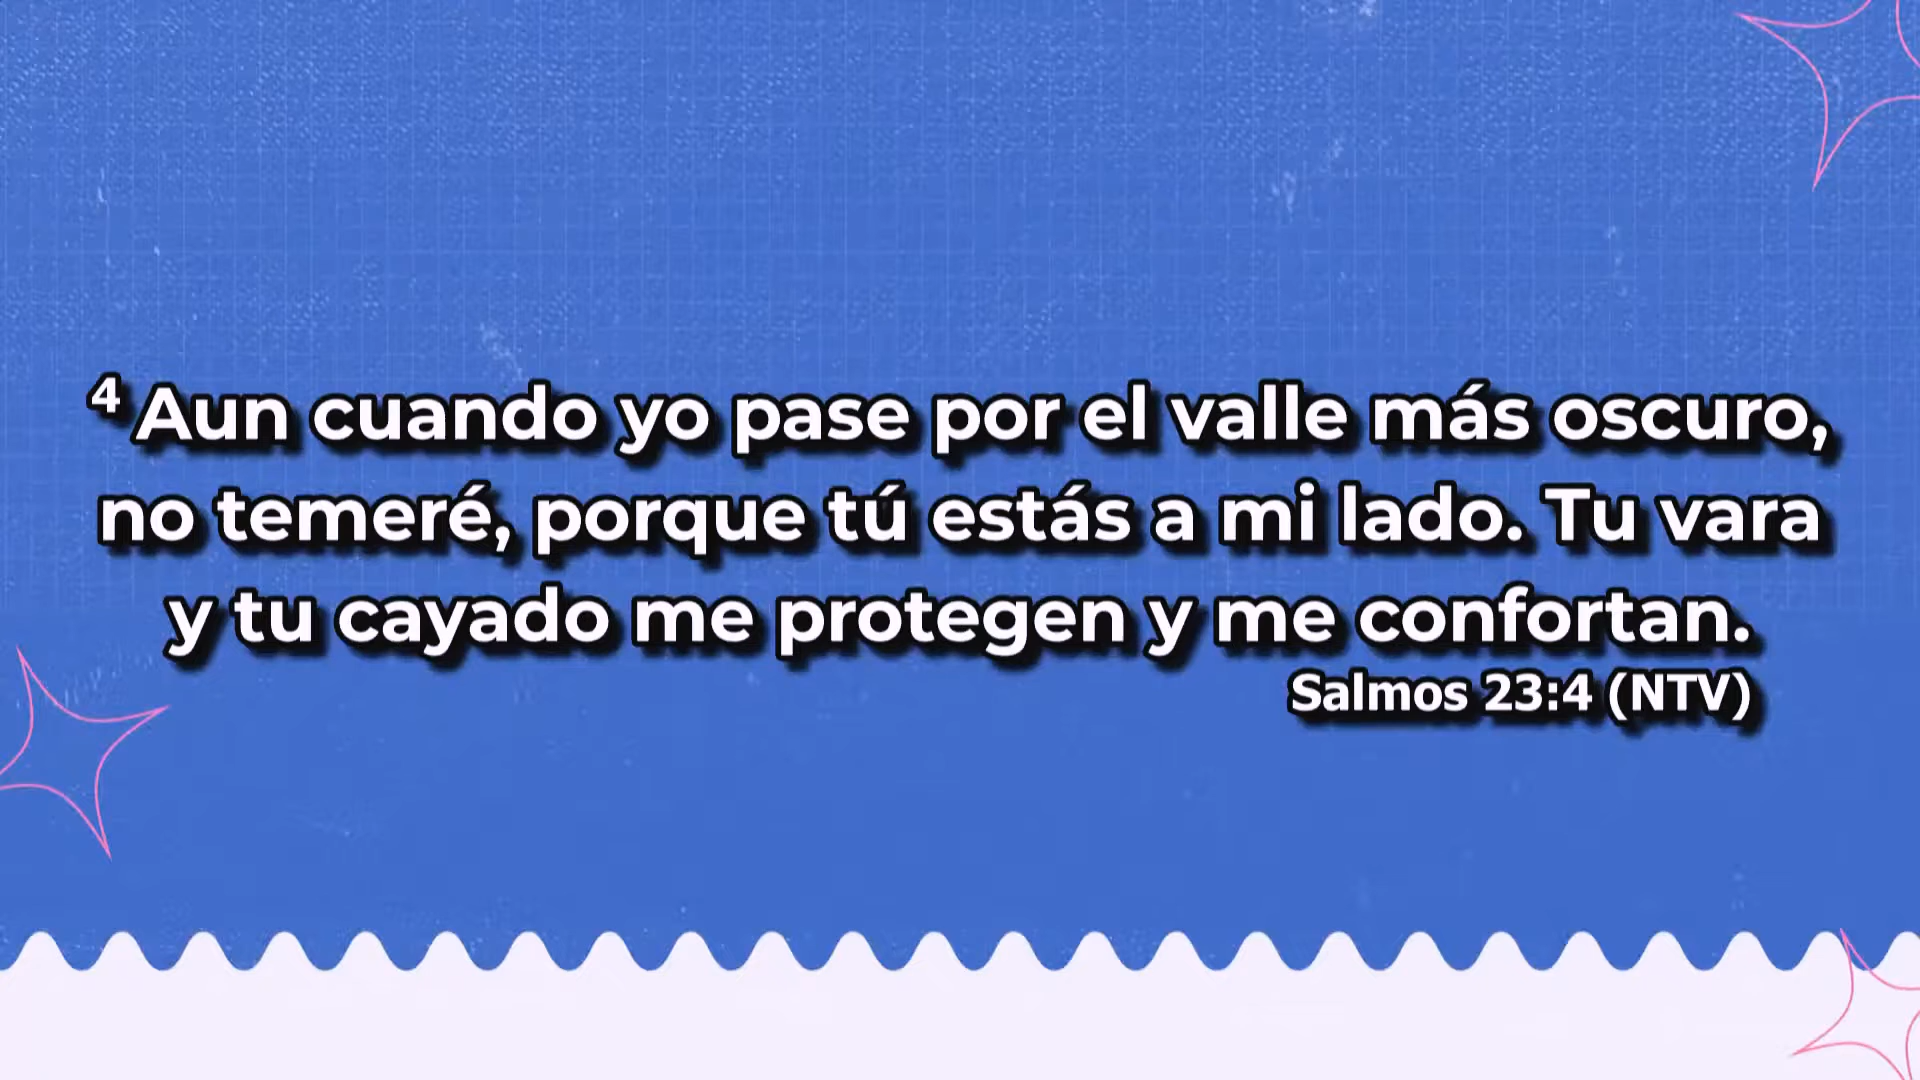 4 Aun cuando yo pase por el valle más oscuro,
no temeré, porque tú estás a mi lado. Tu vara
y tu cayado me protegen y me confortan.
Salmos 23:4 (NTV)